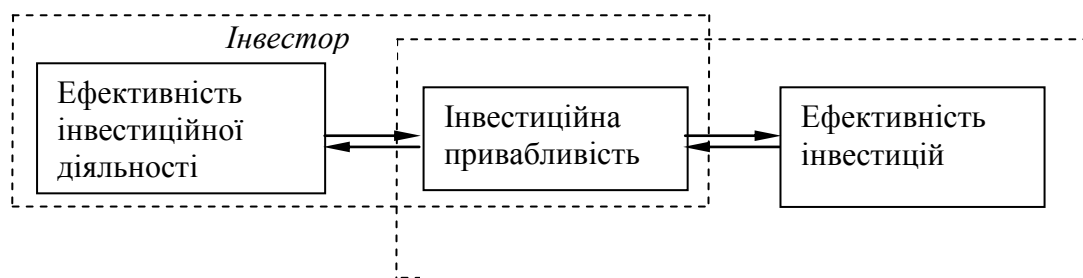 Інвестор
Ефективність
інвестиційної
діяльності
Інвестиційна
привабливість
Ефективність
інвестицій